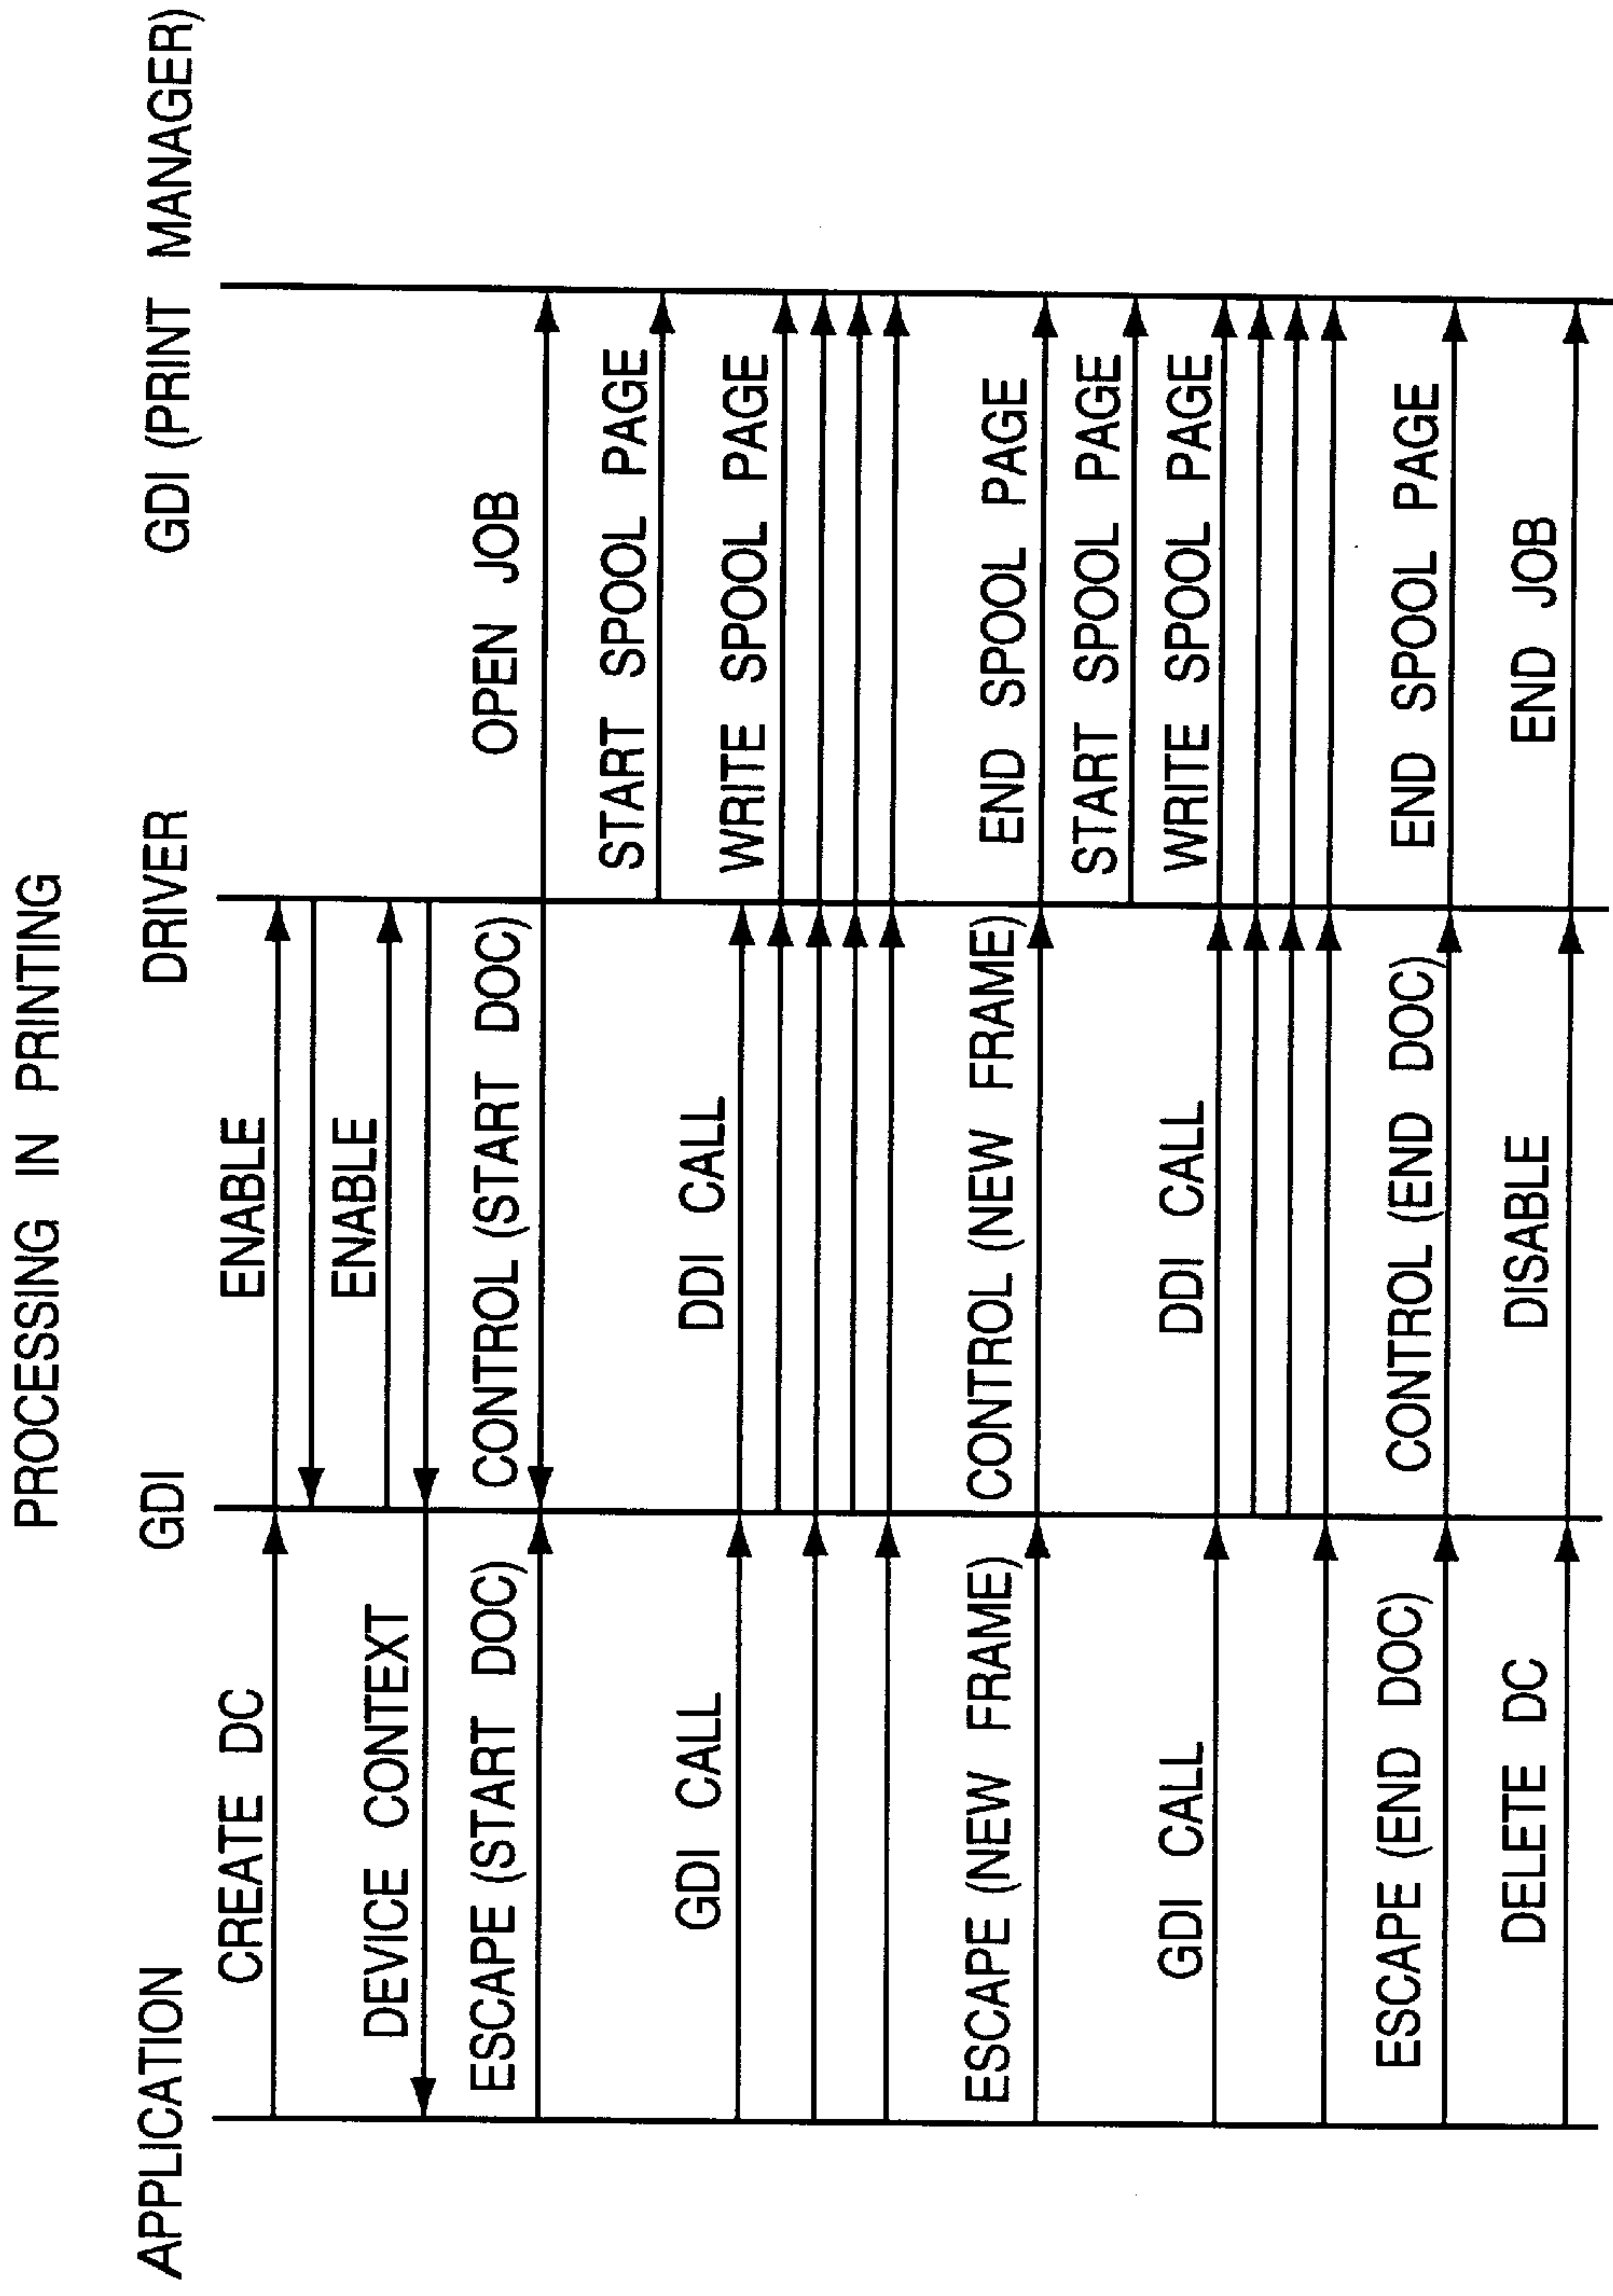 PROCESSING IN PRINTING
APPLICATION GDI DRIVER GDI (PRINT MANAGER)
CREATE DC ENABLE
DEVICE CONTEXT ENABLE
ESCAPE (START DOC) CONTROL (START DOC) OPEN JOB
START SPOOL PAGE
GDI CALL DDI CALL WRITE SPOOL PAGE
ESCAPE (NEW FRAME) CONTROL (NEW FRAME) END SPOOL PAGE
START SPOOL PAGE
GDI CALL DDI CALL WRITE SPOOL PAGE
ESCAPE (END DOC) CONTROL (END DOC) END SPOOL PAGE
DELETE DC DISABLE END JOB